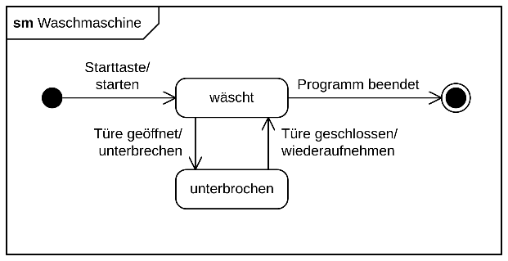 sm Waschmaschine
Starttaste/
starten
wäscht
Programm beendet
Türe geöffnet/
unterbrechen
Türe geschlossen/
wiederaufnehmen
unterbrochen